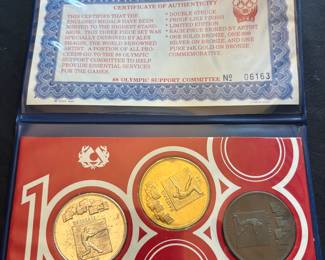 CERTIFICATE OF AUTHENTICITY
THIS CERTIFIES THAT THE
ENCLOSED MEDALS HAVE BEEN
MINTED TO THE HIGHEST STAND-
ARDS. THIS THREE PIECE SET WAS
SPECIALLY DESIGNED BY ALEX
THE WORLD RENOWNED
ARTIST. A PORTION OF ALL PRO-
CEEDS GO TO THE 88 OLYMPIC
SUPPORT COMMITTEE TO HELP
PROVIDE ESSENTIAL SERVICES
FOR THE GAMES.
• DOUBLE STRUCK
• PROOF LIKE FINISH
• LIMITED EDITION
• EACH PIECE SIGNED BY ARTIST
ONE SOLID BRONZE, ONE
SILVER ON BRONZE, AND ONE
PURE 24K GOLD ON BRONZE
COMMEMORATIVE
88 OLYMPIC SUPPORT COMMITTEE
No 06163
1988